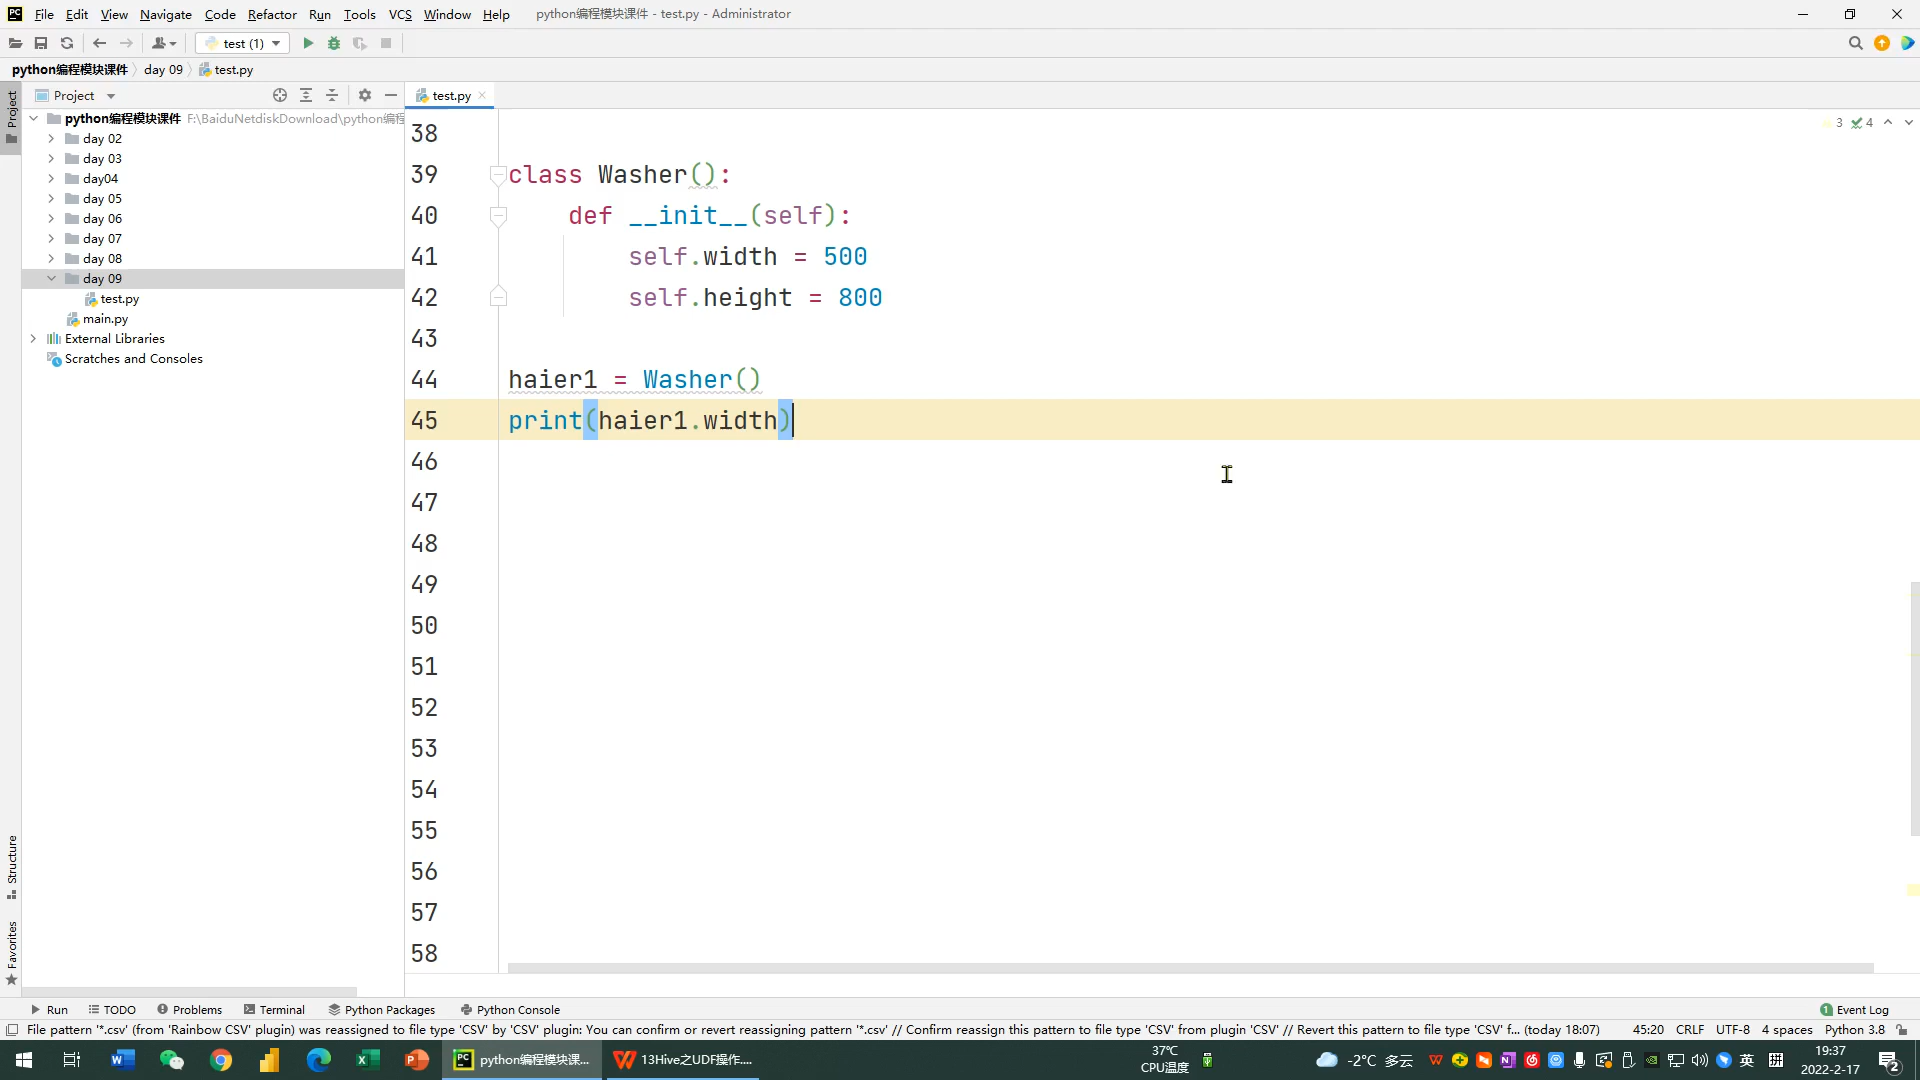 File Edit View Navigate Code Refactor Run Tools VCS Window Help python编程模块课件 - test.py - Administrator
test (1)
python编程模块课件 day 09 test.py
Project
Project
test.py
python编程模块课件 F:\BaiduNetdiskDownload\python编程
day 02
day 03
day04
day 05
day 06
day 07
day 08
day 09
test.py
main.py
External Libraries
Scratches and Consoles
3 4
38
39 class Washer():
40 def __init__(self):
41 self.width = 500
42 self.height = 800
43
44 haier1 = Washer()
45 print(haier1.width)
46
47
48
49
50
51
52
53
54
55
56
57
58
Structure
Favorites
Run TODO Problems Terminal Python Packages Python Console 1 Event Log
File pattern '*.csv' (from 'Rainbow CSV' plugin) was reassigned to file type 'CSV' by 'CSV' plugin: You can confirm or revert reassigning pattern '*.csv' // Confirm reassign this pattern to file type 'CSV' from plugin 'CSV' // Revert this pattern to file type 'CSV' f... (today 18:07) 45:20 CRLF UTF-8 4 spaces Python 3.8
python编程模块课... 13Hive之UDF操作....
37℃
CPU温度
-2°C 多云
英
拼
19:37
2022-2-17
2